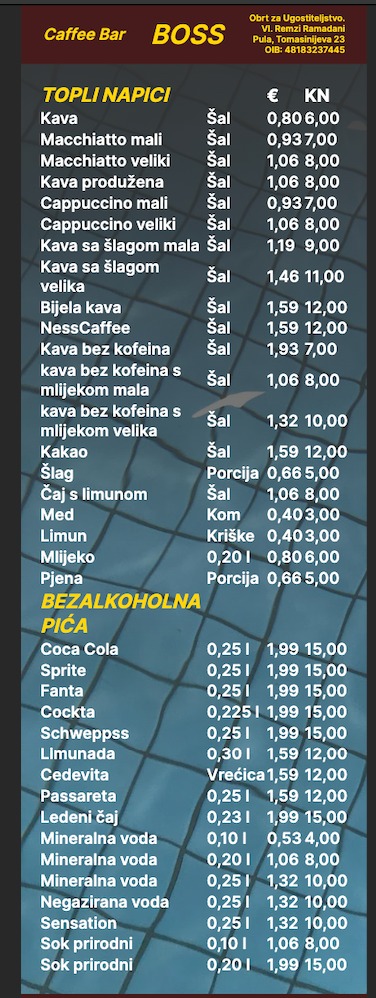 Caffee Bar BOSS
Obrt za Ugostiteljstvo.
Vl. Remzi Ramadani
Pula, Tomasinijeva 23
OIB: 48183237445
TOPLI NAPICI € KN
Kava Šal 0,80 6,00
Macchiatto mali Šal 0,93 7,00
Macchiatto veliki Šal 1,06 8,00
Kava produžena Šal 1,06 8,00
Cappuccino mali Šal 0,93 7,00
Cappuccino veliki Šal 1,06 8,00
Kava sa šlagom mala Šal 1,19 9,00
Kava sa šlagom
velika Šal 1,46 11,00
Bijela kava Šal 1,59 12,00
NessCaffee Šal 1,59 12,00
Kava bez kofeina Šal 1,93 7,00
kava bez kofeina s
mlijekom mala Šal 1,06 8,00
kava bez kofeina s
mlijekom velika Šal 1,32 10,00
Kakao Šal 1,59 12,00
Šlag Porcija 0,66 5,00
Čaj s limunom Šal 1,06 8,00
Med Kom 0,40 3,00
Limun Kriške 0,40 3,00
Mlijeko 0,20 l 0,80 6,00
Pjena Porcija 0,66 5,00
BEZALKOHOLNA
PIĆA
Coca Cola 0,25 l 1,99 15,00
Sprite 0,25 l 1,99 15,00
Fanta 0,25 l 1,99 15,00
Cockta 0,225 l 1,99 15,00
Schweppss 0,25 l 1,99 15,00
LImunada 0,30 l 1,59 12,00
Cedevita Vrećica 1,59 12,00
Passareta 0,25 l 1,59 12,00
Ledeni čaj 0,23 l 1,99 15,00
Mineralna voda 0,10 l 0,53 4,00
Mineralna voda 0,20 l 1,06 8,00
Mineralna voda 0,25 l 1,32 10,00
Negazirana voda 0,25 l 1,32 10,00
Sensation 0,25 l 1,32 10,00
Sok prirodni 0,10 l 1,06 8,00
Sok prirodni 0,20 l 1,99 15,00